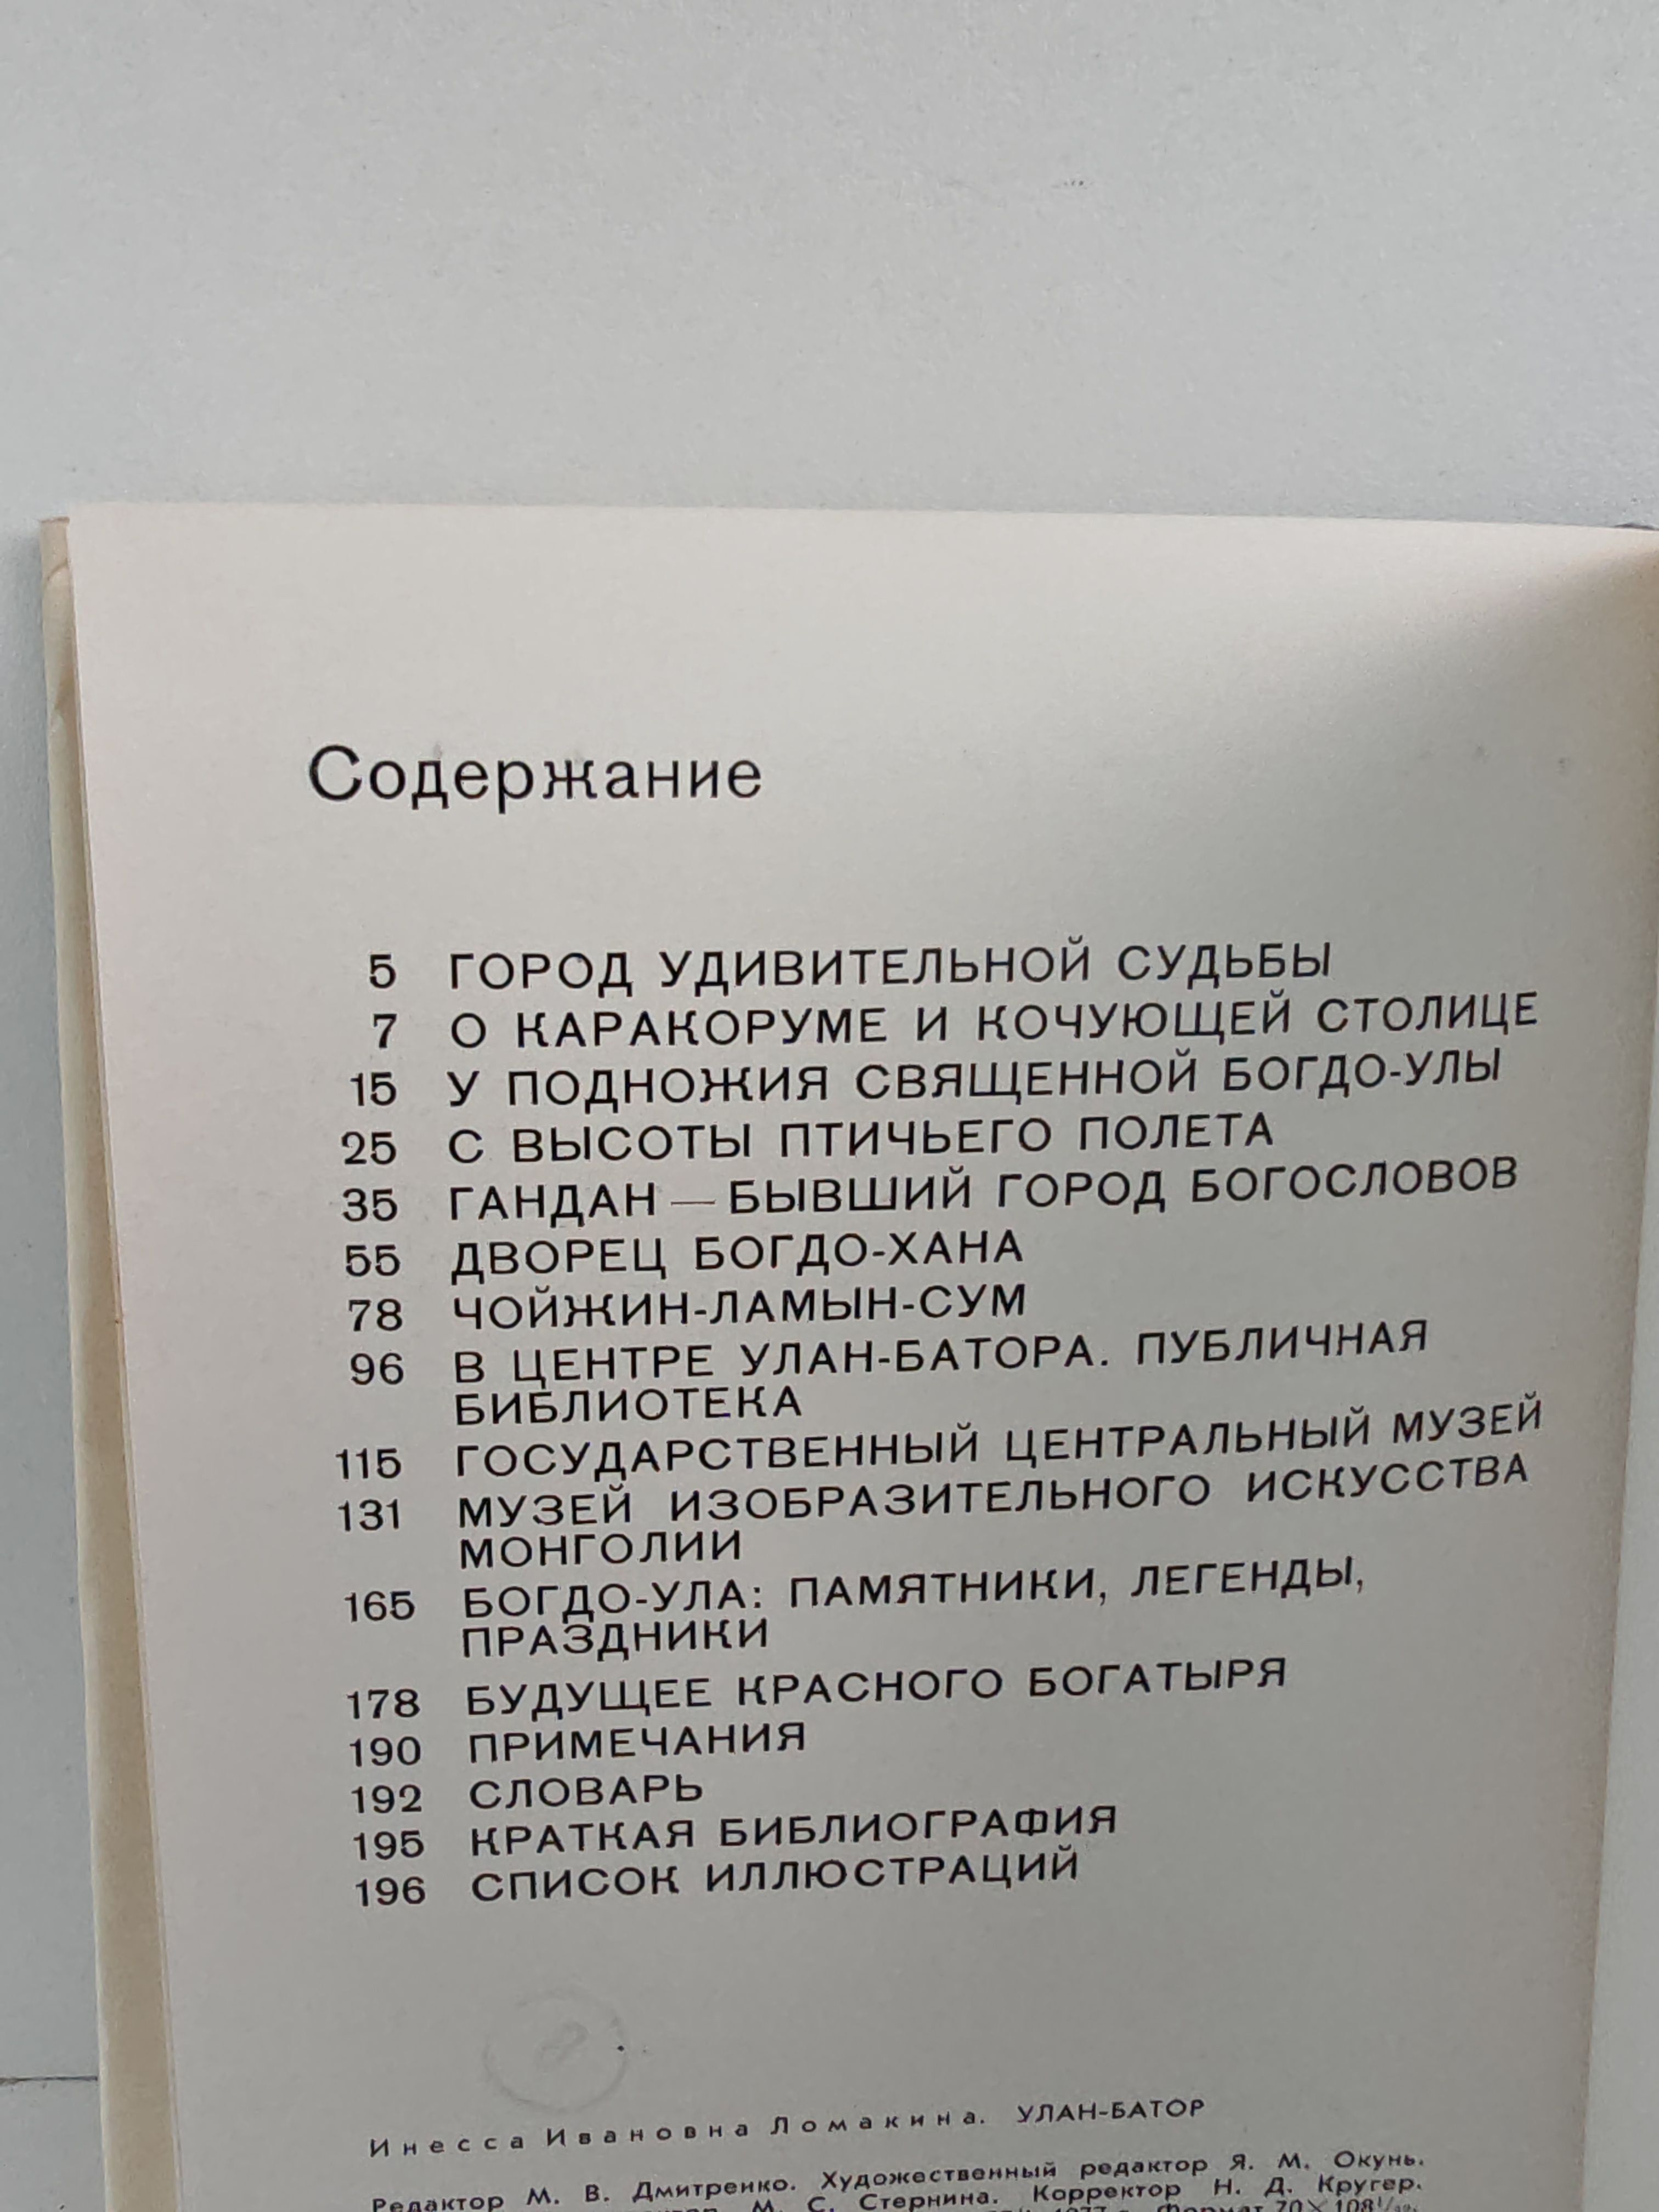 Содержание
5 ГОРОД УДИВИТЕЛЬНОЙ СУДЬБЫ
7 О КАРАКОРУМЕ И КОЧУЮЩЕЙ СТОЛИЦЕ
15 У ПОДНОЖИЯ СВЯЩЕННОЙ БОГДО-УЛЫ
25 С ВЫСОТЫ ПТИЧЬЕГО ПОЛЕТА
35 ГАНДАН — БЫВШИЙ ГОРОД БОГОСЛОВОВ
55 ДВОРЕЦ БОГДО-ХАНА
78 ЧОЙЖИН-ЛАМЫН-СУМ
96 В ЦЕНТРЕ УЛАН-БАТОРА. ПУБЛИЧНАЯ
БИБЛИОТЕКА
115 ГОСУДАРСТВЕННЫЙ ЦЕНТРАЛЬНЫЙ МУЗЕЙ
131 МУЗЕЙ ИЗОБРАЗИТЕЛЬНОГО ИСКУССТВА
МОНГОЛИИ
165 БОГДО-УЛА: ПАМЯТНИКИ, ЛЕГЕНДЫ,
ПРАЗДНИКИ
178 БУДУЩЕЕ КРАСНОГО БОГАТЫРЯ
190 ПРИМЕЧАНИЯ
192 СЛОВАРЬ
195 КРАТКАЯ БИБЛИОГРАФИЯ
196 СПИСОК ИЛЛЮСТРАЦИЙ
Инесса Ивановна Ломакина. УЛАН-БАТОР
Редактор М. В. Дмитренко. Художественный редактор Я. М. Окунь.
М. С. Стернина. Корректор Н. Д. Кругер.
Формат 70×108